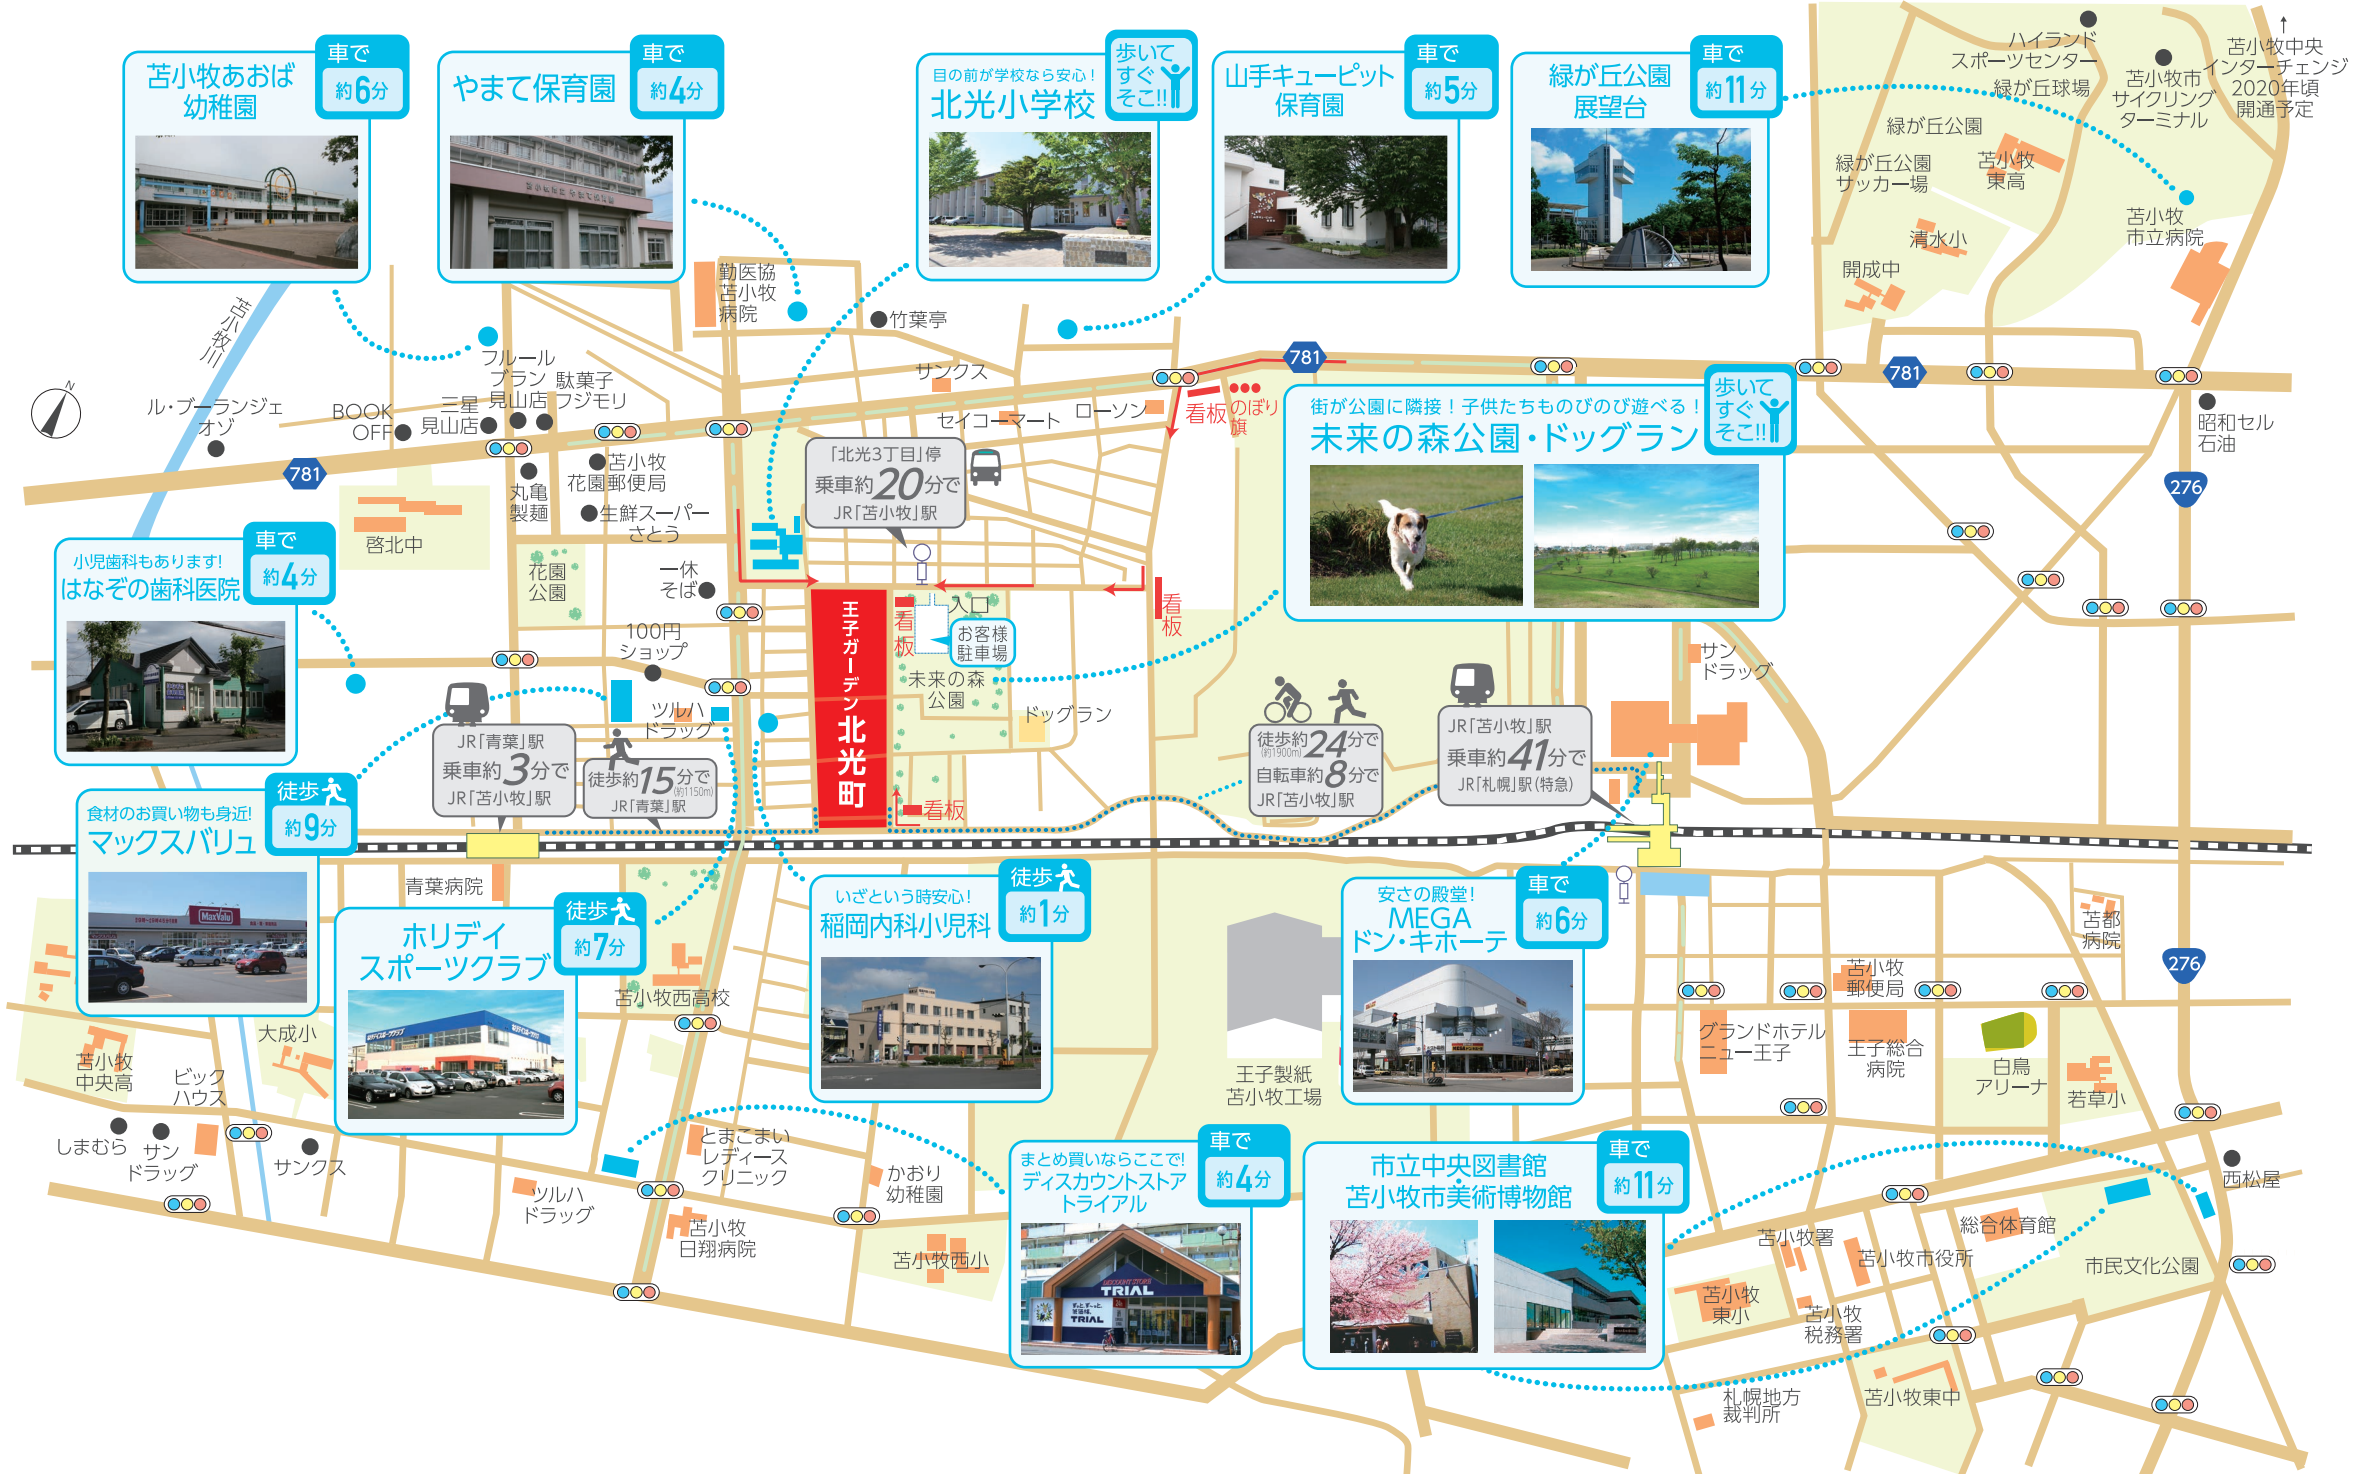 苫小牧あおば
幼稚園
車で
約6分
やまて保育園
車で
約4分
目の前が学校なら安心！
北光小学校
歩いて
すぐ
そこ!!
山手キューピット
保育園
車で
約5分
緑が丘公園
展望台
車で
約11分
ハイランド
スポーツセンター
緑が丘球場
苫小牧市
サイクリング
ターミナル
苫小牧中央
インターチェンジ
2020年頃
開通予定
緑が丘公園
緑が丘公園
サッカー場
苫小牧
東高
苫小牧
市立病院
清水小
開成中
苫小牧川
勤医協
苫小牧
病院
竹葉亭
サンクス
セイコーマート
ローソン
看板
のぼり
旗
781
781
781
N
ル・ブーランジェ
オゾ
BOOK
OFF
三星
見山店
フルール
ブラン
見山店
駄菓子
フジモリ
丸亀
製麺
苫小牧
花園郵便局
生鮮スーパー
さとう
啓北中
花園
公園
一休
そば
「北光3丁目」停
乗車約20分で
JR「苫小牧」駅
街が公園に隣接！子供たちものびのび遊べる！
未来の森公園・ドッグラン
歩いて
すぐ
そこ!!
昭和セル
石油
276
小児歯科もあります!
はなぞの歯科医院
車で
約4分
100円
ショップ
ツルハ
ドラッグ
王子ガーデン北光町
看板
入口
お客様
駐車場
看板
未来の森
公園
ドッグラン
看板
サン
ドラッグ
JR「青葉」駅
乗車約3分で
JR「苫小牧」駅
徒歩約15分で
(約1150m)
JR「青葉」駅
徒歩約24分で
(約1900m)
自転車約8分で
JR「苫小牧」駅
JR「苫小牧」駅
乗車約41分で
JR「札幌」駅（特急）
食材のお買い物も身近!
マックスバリュ
徒歩
約9分
MaxValu
青葉病院
ホリデイ
スポーツクラブ
徒歩
約7分
苫小牧西高校
いざという時安心!
稲岡内科小児科
徒歩
約1分
安さの殿堂!
MEGA
ドン・キホーテ
車で
約6分
王子製紙
苫小牧工場
苫都
病院
276
苫小牧
郵便局
グランドホテル
ニュー王子
王子総合
病院
白鳥
アリーナ
若草小
苫小牧
中央高
大成小
ビック
ハウス
しまむら
サン
ドラッグ
サンクス
ツルハ
ドラッグ
とまこまい
レディース
クリニック
苫小牧
日翔病院
かおり
幼稚園
苫小牧西小
まとめ買いならここで!
ディスカウントストア
トライアル
車で
約4分
DISCOUNT STORE
TRIAL
TRIAL
市立中央図書館
苫小牧市美術博物館
車で
約11分
西松屋
苫小牧署
総合体育館
苫小牧市役所
市民文化公園
苫小牧
東小
苫小牧
税務署
札幌地方
裁判所
苫小牧東中